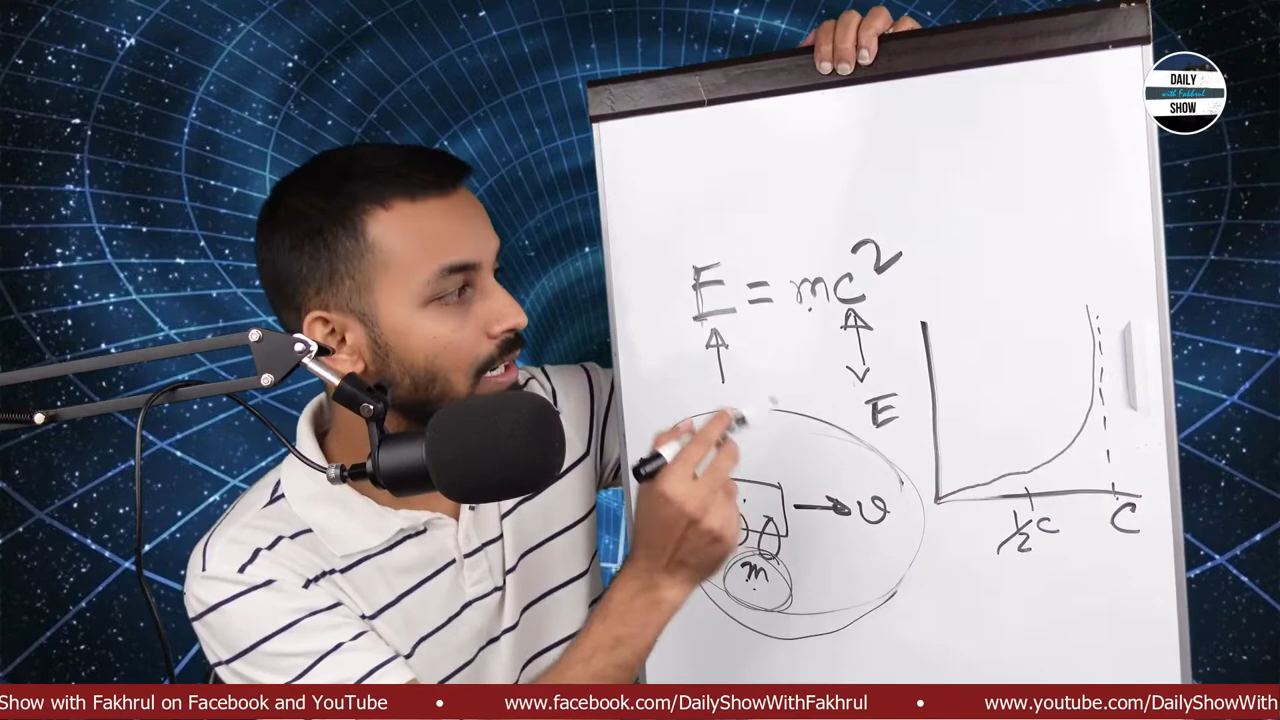 DAILY
with Fakhrul
SHOW
E = mc²
E
m
→ v
½ c
C
Show with Fakhrul on Facebook and YouTube • www.facebook.com/DailyShowWithFakhrul • www.youtube.com/DailyShowWith